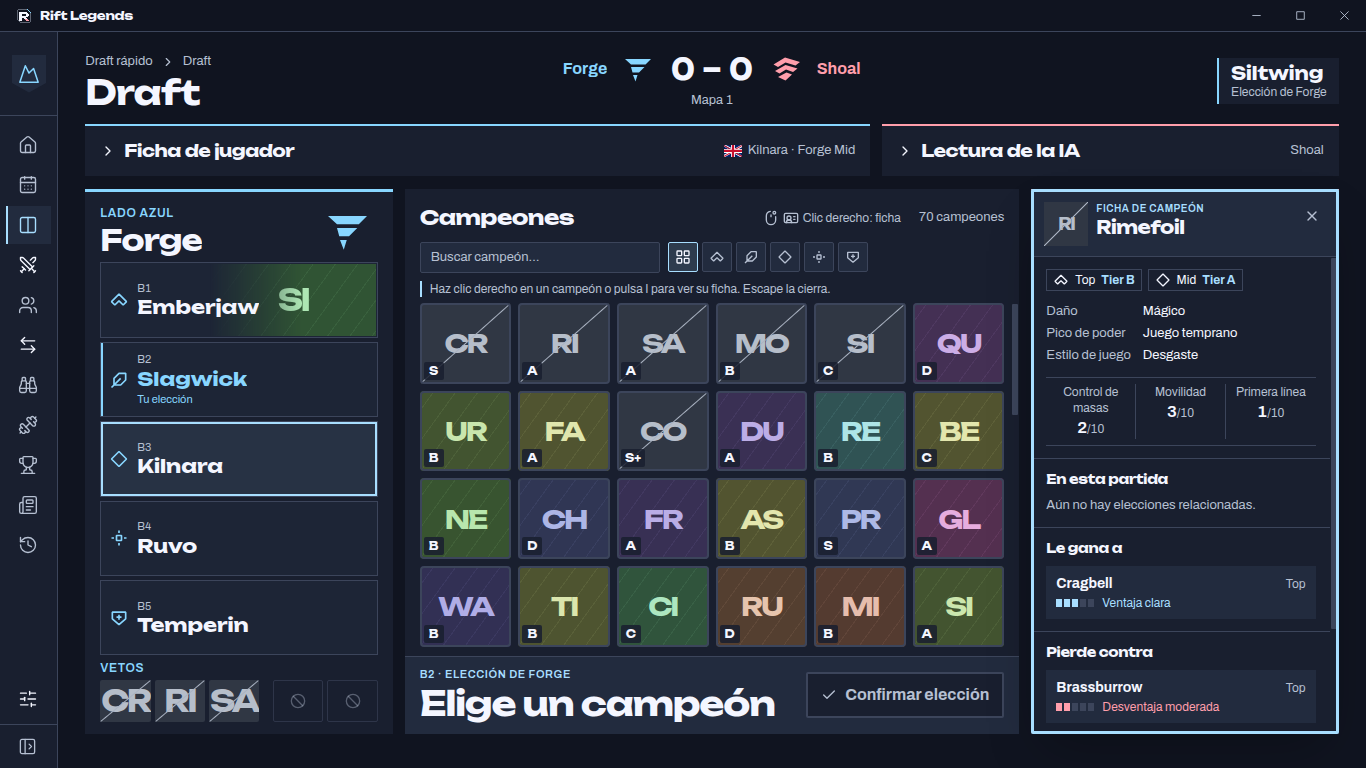 Rift Legends
Draft rápido > Draft
Draft
Forge 0 – 0 Shoal
Mapa 1
Siltwing
Elección de Forge
Ficha de jugador
Kilnara · Forge Mid
Lectura de la IA
Shoal
LADO AZUL
Forge
B1
Emberjaw
SI
B2
Slagwick
Tu elección
B3
Kilnara
B4
Ruvo
B5
Temperin
VETOS
CR RI SA
Campeones
Clic derecho: ficha
70 campeones
Buscar campeón...
Haz clic derecho en un campeón o pulsa I para ver su ficha. Escape la cierra.
CR RI SA MO SI QU
S A A B C D
UR FA CO DU RE BE
B A S+ A B C
NE CH FR AS PR GL
B D A B S A
WA TI CI RU MI SI
B B C D B A
B2 · ELECCIÓN DE FORGE
Elige un campeón
Confirmar elección
RI
FICHA DE CAMPEÓN
Rimefoil
Top Tier B
Mid Tier A
Daño Mágico
Pico de poder Juego temprano
Estilo de juego Desgaste
Control de masas
2/10
Movilidad
3/10
Primera línea
1/10
En esta partida
Aún no hay elecciones relacionadas.
Le gana a
Cragbell Top
Ventaja clara
Pierde contra
Brassburrow Top
Desventaja moderada